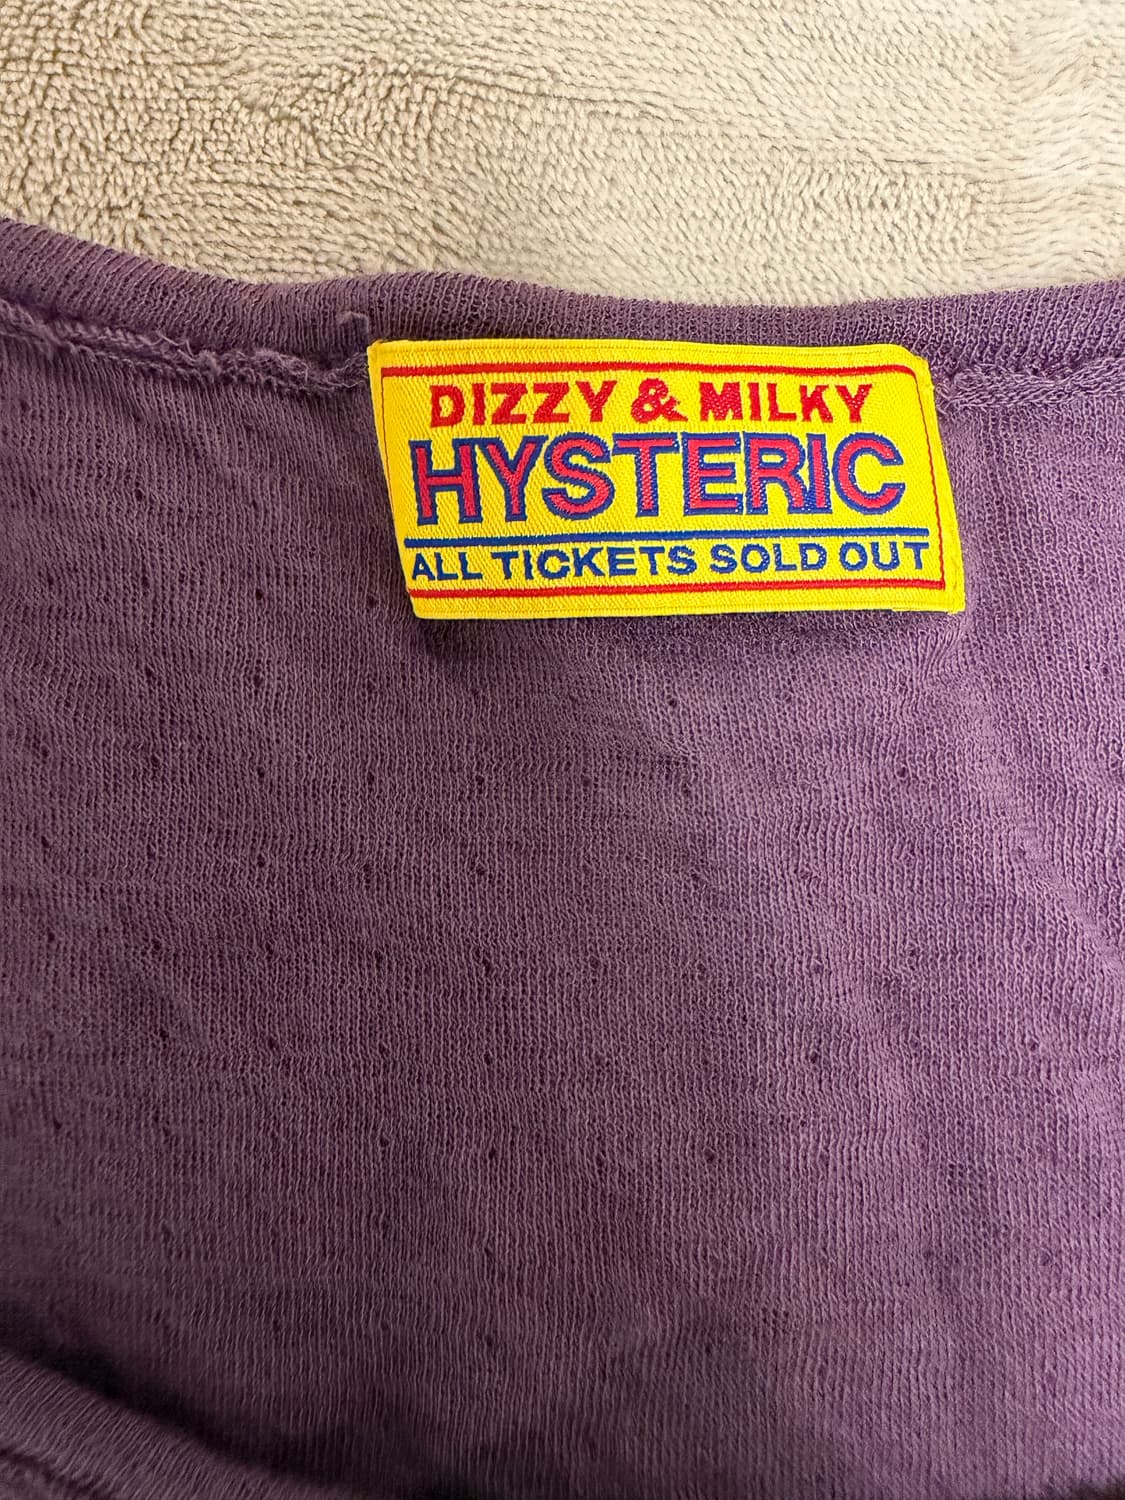 DIZZY & MILKY
HYSTERIC
ALL TICKETS SOLD OUT